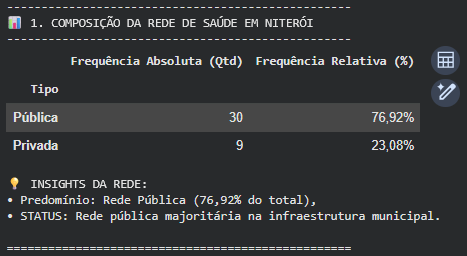 --------------------------------------------------
📊 1. COMPOSIÇÃO DA REDE DE SAÚDE EM NITERÓI
--------------------------------------------------
Frequência Absoluta (Qtd) Frequência Relativa (%)
Tipo
Pública 30 76,92%
Privada 9 23,08%
💡 INSIGHTS DA REDE:
• Predomínio: Rede Pública (76,92% do total),
• STATUS: Rede pública majoritária na infraestrutura municipal.
==================================================